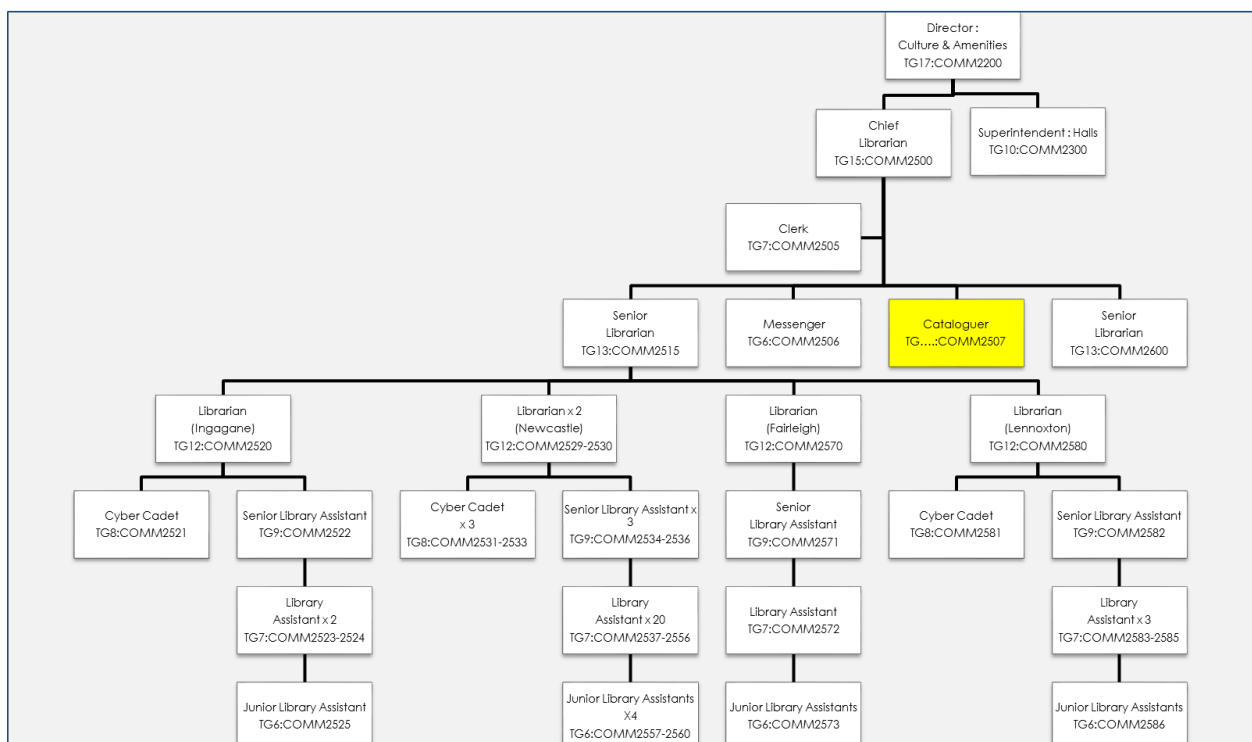 Director :
Culture & Amenities
TG17:COMM2200
Chief
Librarian
TG15:COMM2500
Superintendent : Halls
TG10:COMM2300
Clerk
TG7:COMM2505
Senior
Librarian
TG13:COMM2515
Messenger
TG6:COMM2506
Cataloguer
TG....:COMM2507
Senior
Librarian
TG13:COMM2600
Librarian
(Ingagane)
TG12:COMM2520
Librarian x 2
(Newcastle)
TG12:COMM2529-2530
Librarian
(Fairleigh)
TG12:COMM2570
Librarian
(Lennoxton)
TG12:COMM2580
Cyber Cadet
TG8:COMM2521
Senior Library Assistant
TG9:COMM2522
Cyber Cadet
x 3
TG8:COMM2531-2533
Senior Library Assistant x
3
TG9:COMM2534-2536
Senior
Library Assistant
TG9:COMM2571
Cyber Cadet
TG8:COMM2581
Senior Library Assistant
TG9:COMM2582
Library
Assistant x 2
TG7:COMM2523-2524
Library
Assistant x 20
TG7:COMM2537-2556
Library Assistant
TG7:COMM2572
Library
Assistant x 3
TG7:COMM2583-2585
Junior Library Assistant
TG6:COMM2525
Junior Library Assistants
X4
TG6:COMM2557-2560
Junior Library Assistants
TG6:COMM2573
Junior Library Assistants
TG6:COMM2586